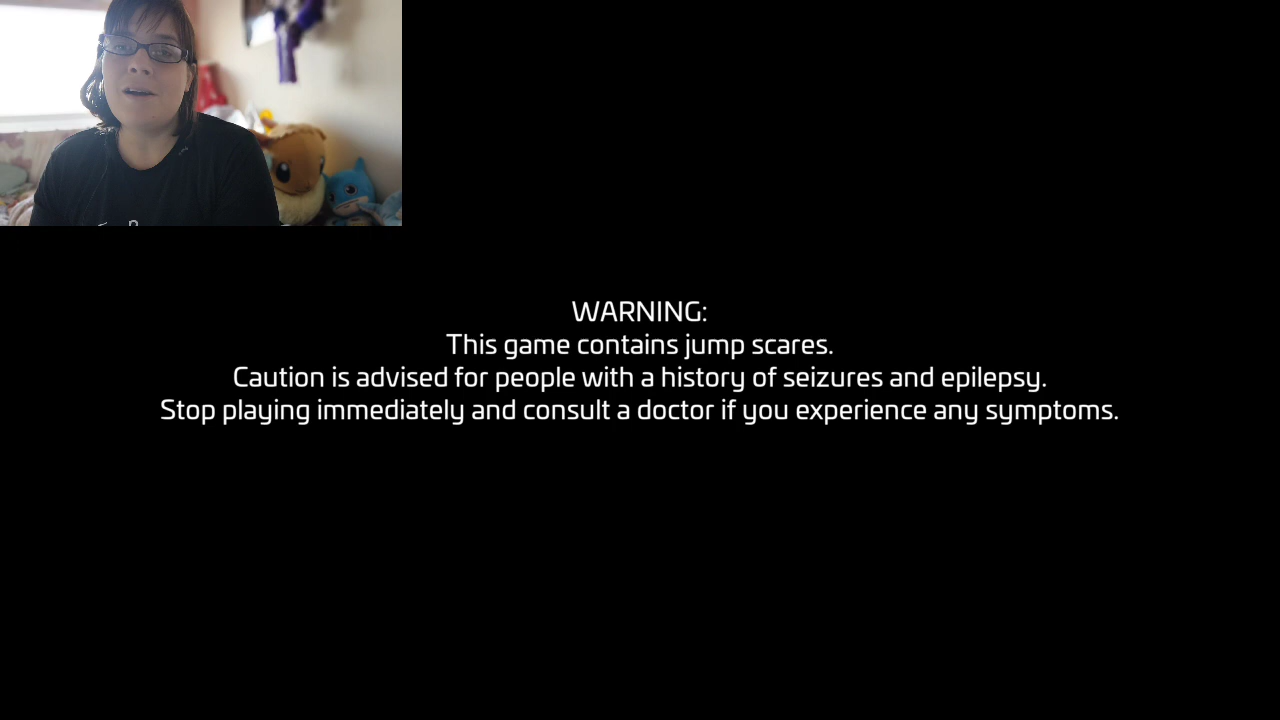 WARNING:
This game contains jump scares.
Caution is advised for people with a history of seizures and epilepsy.
Stop playing immediately and consult a doctor if you experience any symptoms.